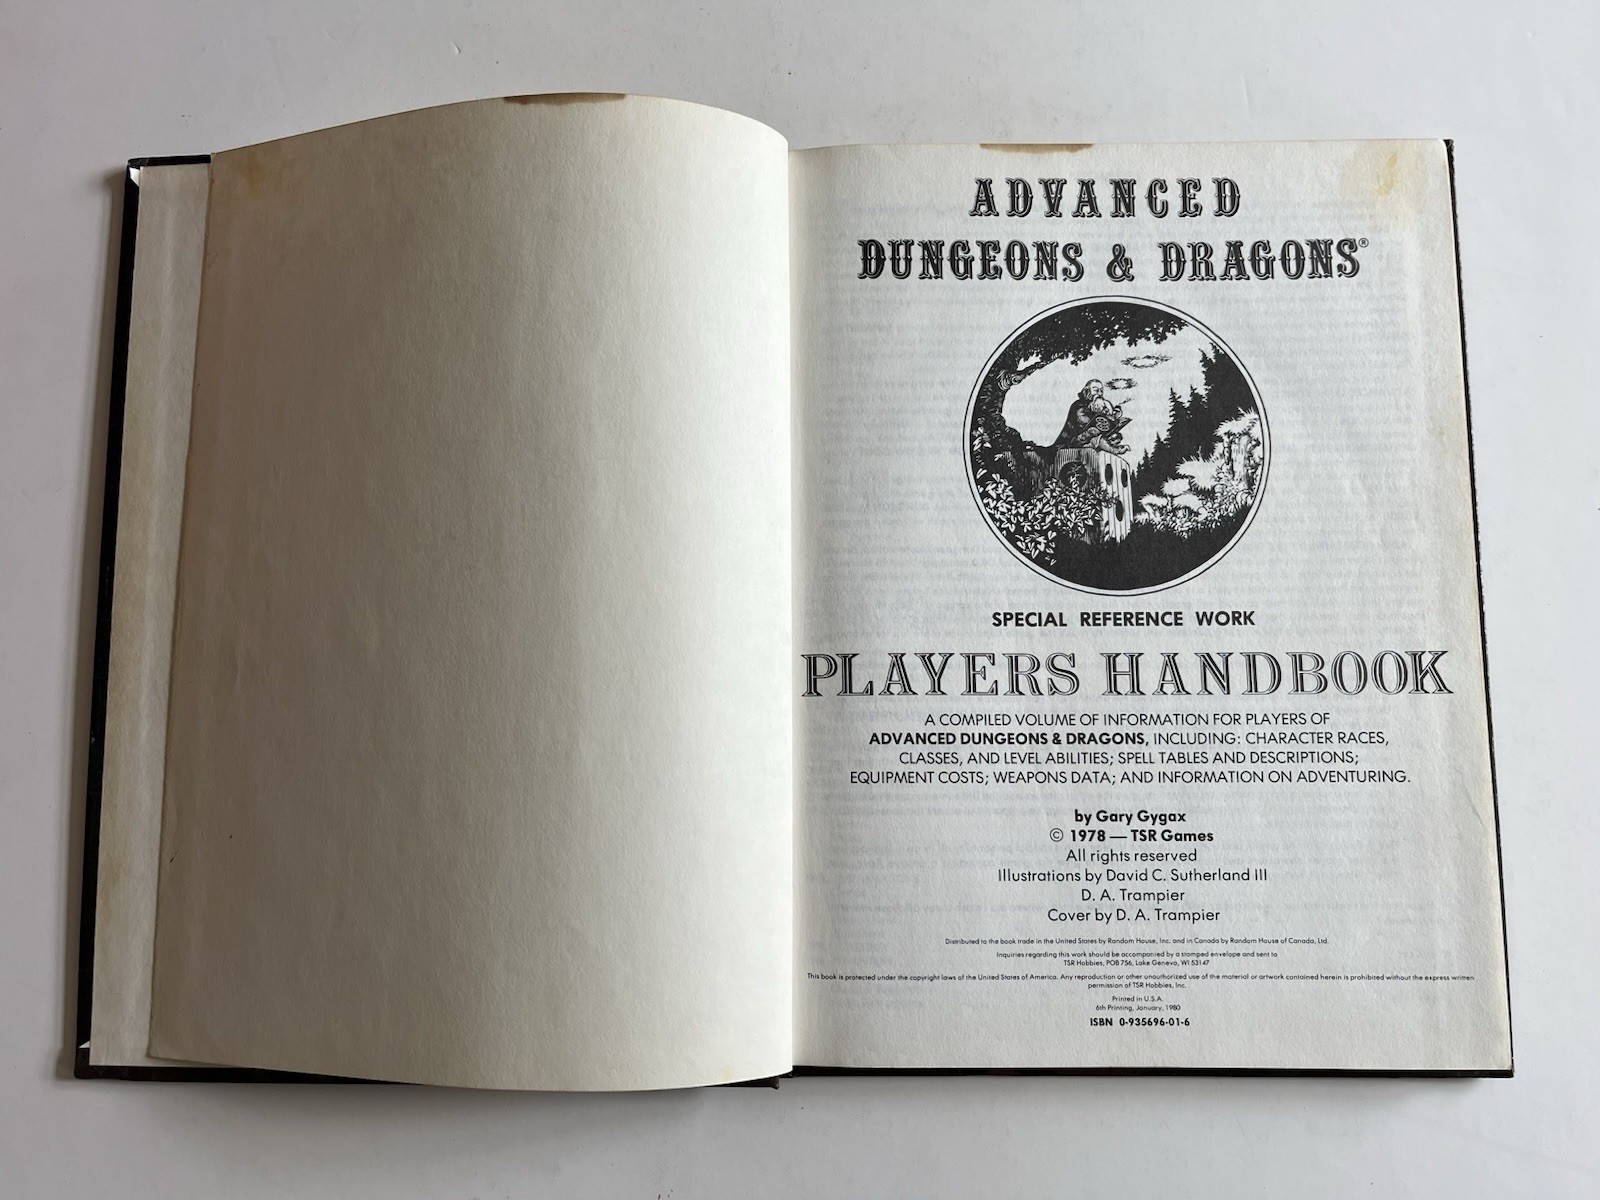 ADVANCED
DUNGEONS & DRAGONS®
SPECIAL REFERENCE WORK
PLAYERS HANDBOOK
A COMPILED VOLUME OF INFORMATION FOR PLAYERS OF
ADVANCED DUNGEONS & DRAGONS, INCLUDING: CHARACTER RACES,
CLASSES, AND LEVEL ABILITIES; SPELL TABLES AND DESCRIPTIONS;
EQUIPMENT COSTS; WEAPONS DATA; AND INFORMATION ON ADVENTURING.
by Gary Gygax
© 1978 — TSR Games
All rights reserved
Illustrations by David C. Sutherland III
D. A. Trampier
Cover by D. A. Trampier
Distributed to the book trade in the United States by Random House, Inc. and in Canada by Random House of Canada, Ltd.
Inquiries regarding this work should be accompanied by a stamped envelope and sent to
TSR Hobbies, POB 756, Lake Geneva, WI 53147
This book is protected under the copyright laws of the United States of America. Any reproduction or other unauthorized use of the material or artwork contained herein is prohibited without the express written
permission of TSR Hobbies, Inc.
Printed in U.S.A.
6th Printing, January, 1980
ISBN 0-935696-01-6